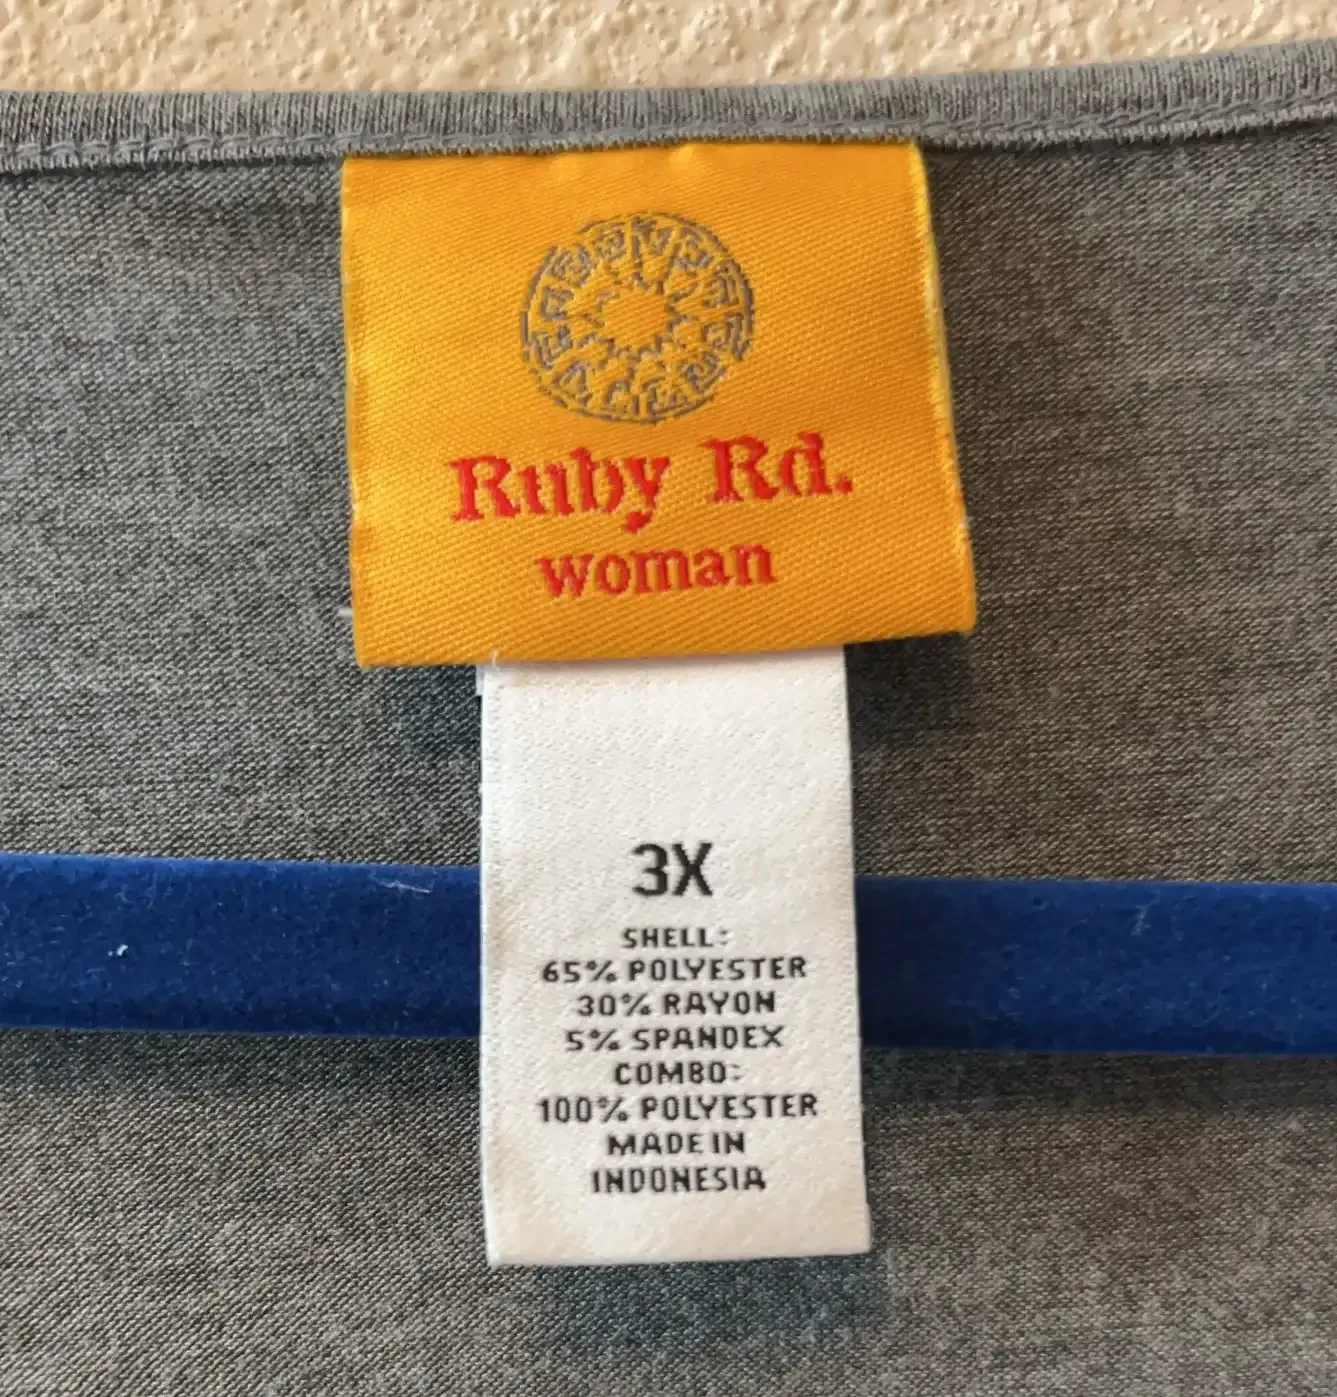 Ruby Rd.
woman
3X
SHELL:
65% POLYESTER
30% RAYON
5% SPANDEX
COMBO:
100% POLYESTER
MADE IN
INDONESIA